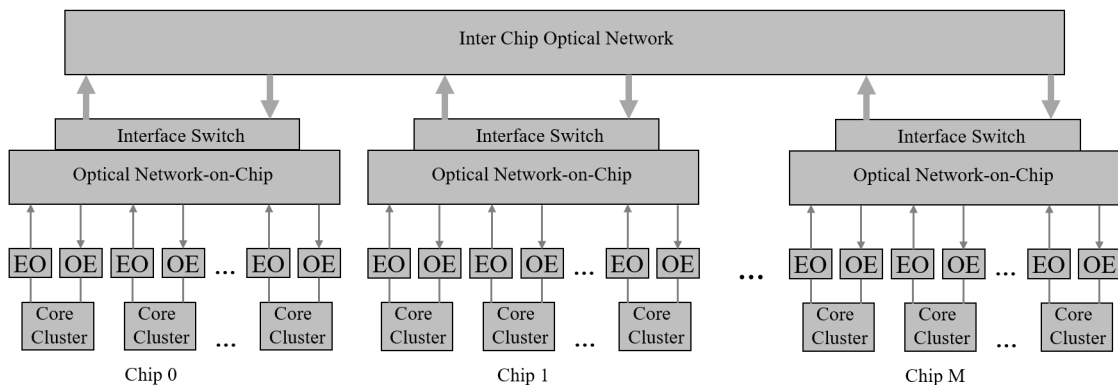 Inter Chip Optical Network
Interface Switch Interface Switch Interface Switch
Optical Network-on-Chip Optical Network-on-Chip Optical Network-on-Chip
EO OE EO OE ... EO OE EO OE EO OE ... EO OE ... EO OE EO OE ... EO OE
Core Core Core Core Core Core Core Core Core
Cluster Cluster ... Cluster Cluster Cluster ... Cluster Cluster Cluster ... Cluster
Chip 0 Chip 1 Chip M